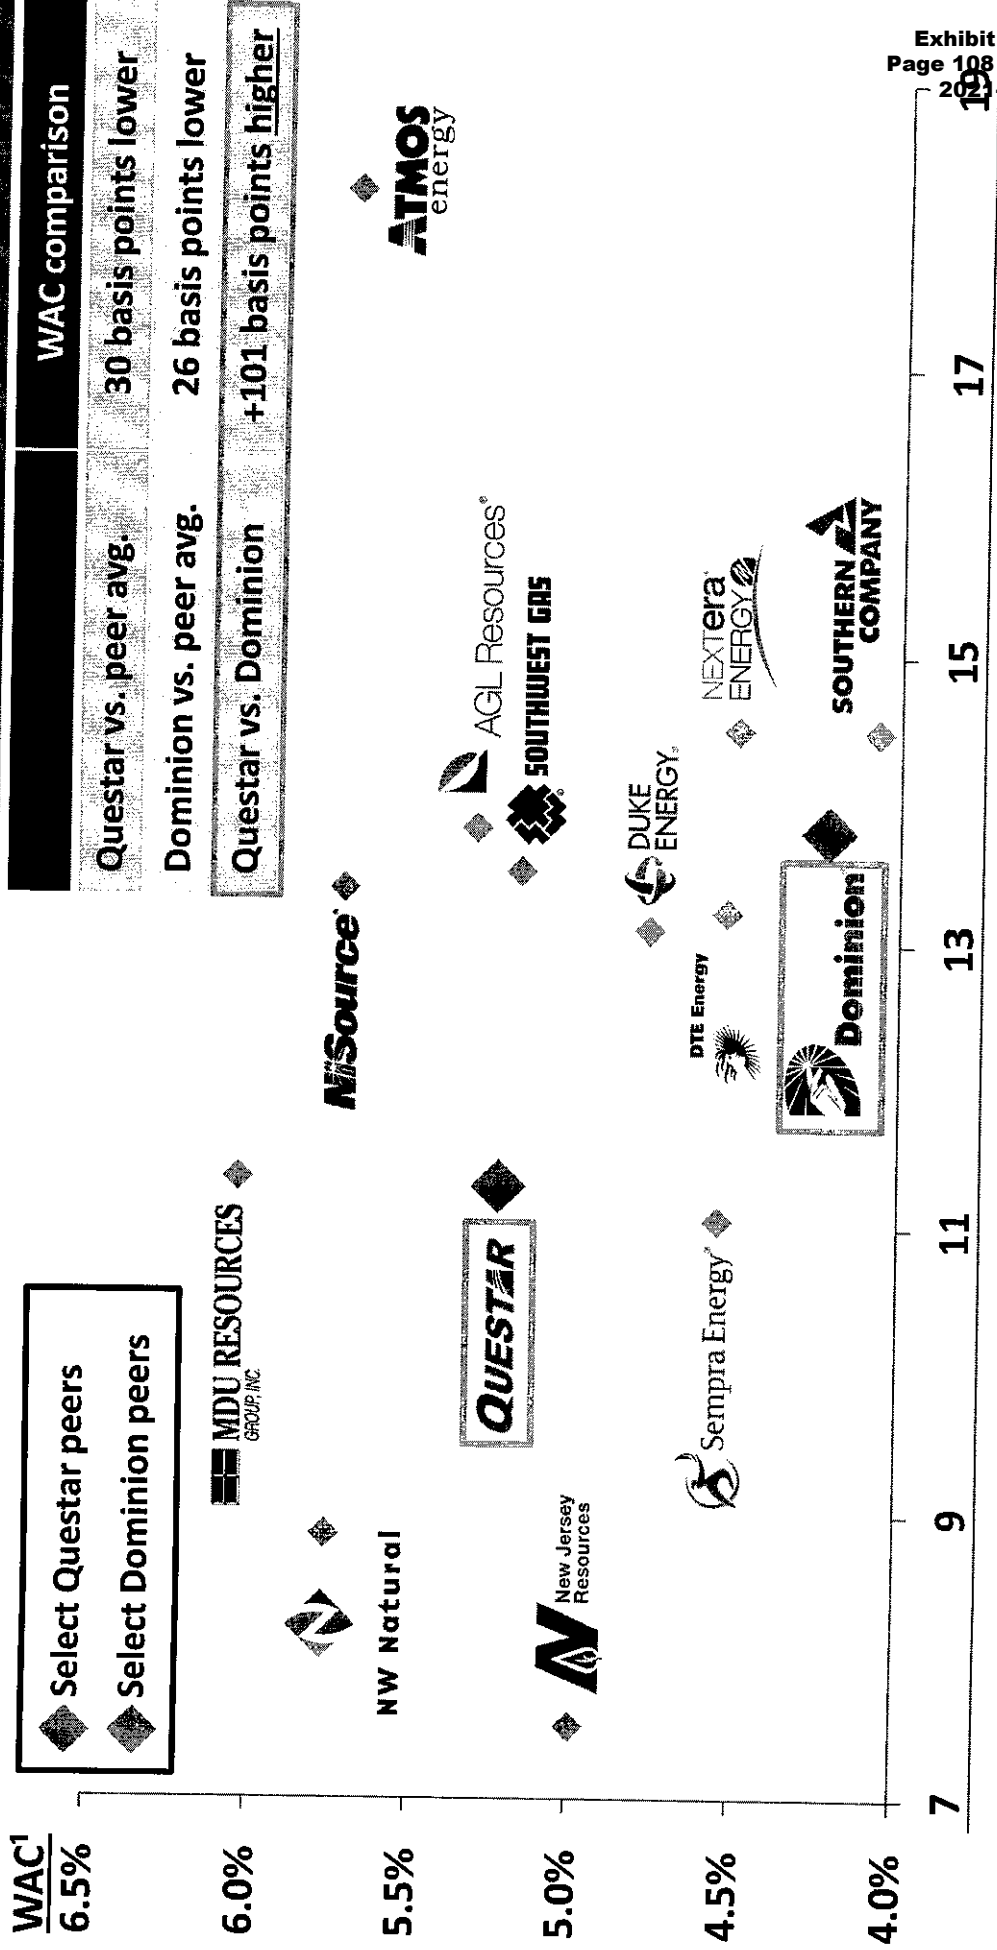 Exhibit
Page 108
2021
WAC¹
6.5%
6.0%
5.5%
5.0%
4.5%
4.0%
Select Questar peers
Select Dominion peers
WAC comparison
Questar vs. peer avg. 30 basis points lower
Dominion vs. peer avg. 26 basis points lower
Questar vs. Dominion +101 basis points higher
MDU RESOURCES
GROUP, INC.
NW Natural
NiSource
ATMOS
energy
QUESTAR
AGL Resources®
SOUTHWEST GAS
New Jersey
Resources
DUKE
ENERGY
Sempra Energy®
DTE Energy
NEXTera
ENERGY
Dominion
SOUTHERN
COMPANY
7
9
11
13
15
17
19